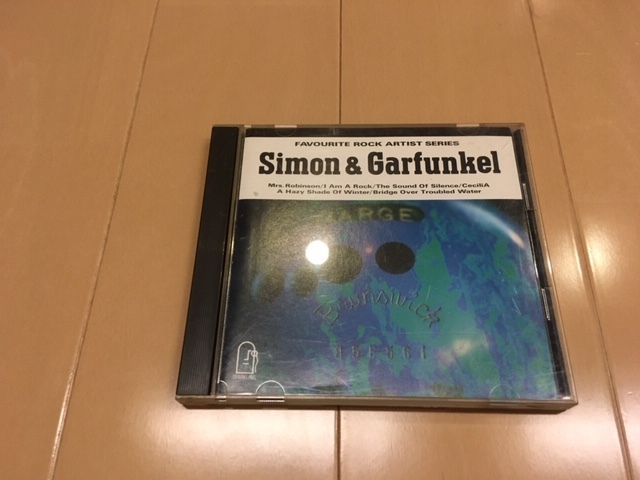 FAVOURITE ROCK ARTIST SERIES
Simon & Garfunkel
Mrs. Robinson/I Am A Rock/The Sound Of Silence/CeciliA
A Hazy Shade Of Winter/Bridge Over Troubled Water
Brunswick